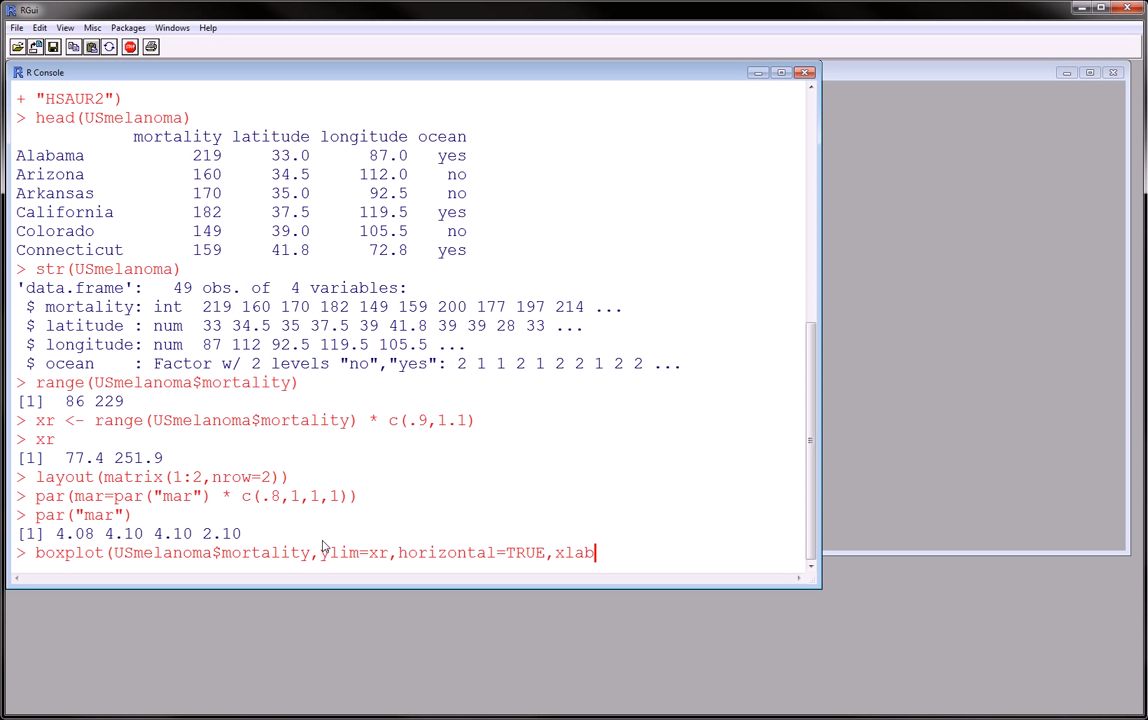 RGui
File Edit View Misc Packages Windows Help
R Console
+ "HSAUR2")
> head(USmelanoma)
mortality latitude longitude ocean
Alabama 219 33.0 87.0 yes
Arizona 160 34.5 112.0 no
Arkansas 170 35.0 92.5 no
California 182 37.5 119.5 yes
Colorado 149 39.0 105.5 no
Connecticut 159 41.8 72.8 yes
> str(USmelanoma)
'data.frame': 49 obs. of 4 variables:
$ mortality: int 219 160 170 182 149 159 200 177 197 214 ...
$ latitude : num 33 34.5 35 37.5 39 41.8 39 39 28 33 ...
$ longitude: num 87 112 92.5 119.5 105.5 ...
$ ocean : Factor w/ 2 levels "no","yes": 2 1 1 2 1 2 2 1 2 2 ...
> range(USmelanoma$mortality)
[1] 86 229
> xr <- range(USmelanoma$mortality) * c(.9,1.1)
> xr
[1] 77.4 251.9
> layout(matrix(1:2,nrow=2))
> par(mar=par("mar") * c(.8,1,1,1))
> par("mar")
[1] 4.08 4.10 4.10 2.10
> boxplot(USmelanoma$mortality,ylim=xr,horizontal=TRUE,xlab